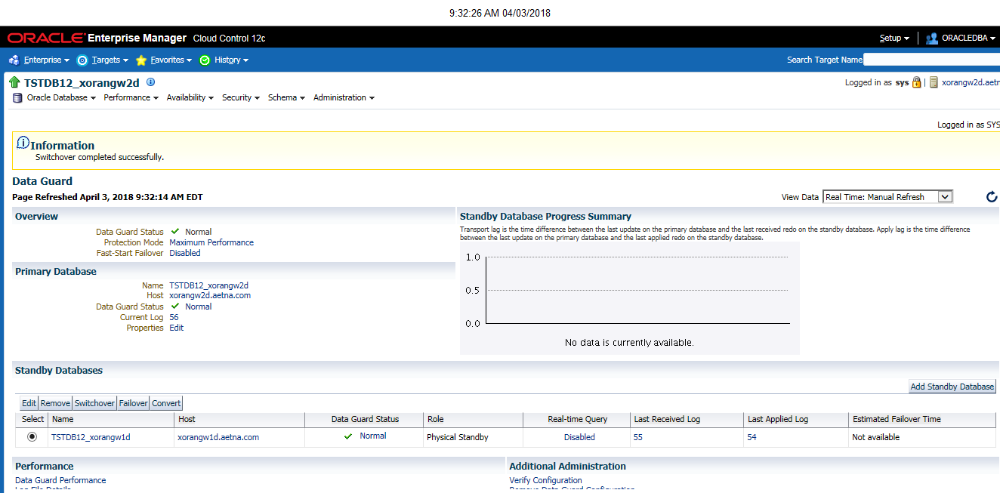 9:32:26 AM 04/03/2018
ORACLE Enterprise Manager Cloud Control 12c
Setup
ORACLEDBA
Enterprise Targets Favorites History
Search Target Name
TSTDB12_xorangw2d
Logged in as sys
xorangw2d.aetn
Oracle Database Performance Availability Security Schema Administration
Logged in as SYS
Information
Switchover completed successfully.
Data Guard
Page Refreshed April 3, 2018 9:32:14 AM EDT
View Data Real Time: Manual Refresh
Overview
Data Guard Status Normal
Protection Mode Maximum Performance
Fast-Start Failover Disabled
Primary Database
Name TSTDB12_xorangw2d
Host xorangw2d.aetna.com
Data Guard Status Normal
Current Log 56
Properties Edit
Standby Database Progress Summary
Transport lag is the time difference between the last update on the primary database and the last received redo on the standby database. Apply lag is the time difference
between the last update on the primary database and the last applied redo on the standby database.
1.0
0.5
0.0
No data is currently available.
Standby Databases
Add Standby Database
Edit Remove Switchover Failover Convert
Select Name Host Data Guard Status Role Real-time Query Last Received Log Last Applied Log Estimated Failover Time
TSTDB12_xorangw1d xorangw1d.aetna.com Normal Physical Standby Disabled 55 54 Not available
Performance
Data Guard Performance
Additional Administration
Verify Configuration